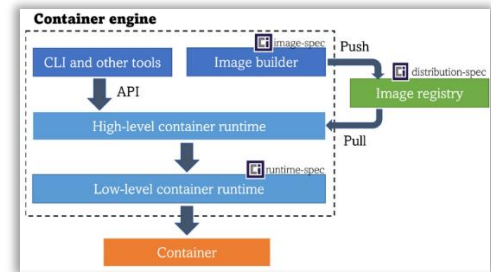 Container engine
image-spec
Push
CLI and other tools
Image builder
distribution-spec
API
Image registry
High-level container runtime
Pull
runtime-spec
Low-level container runtime
Container